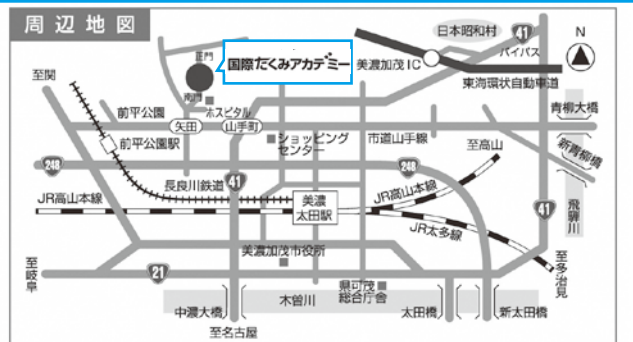 周辺地図
日本昭和村
41
バイパス
N
正門
国際たくみアカデミー
美濃加茂IC
東海環状自動車道
至関
南門
ホスピタル
前平公園
矢田
山手町
青柳大橋
前平公園駅
ショッピング
センター
市道山手線
至高山
新青柳橋
248
長良川鉄道
41
248
JR高山本線
美濃
太田駅
JR高山本線
JR太多線
41
飛騨川
美濃加茂市役所
至岐阜
21
県可茂
総合庁舎
至多治見
中濃大橋
木曽川
太田橋
新太田橋
至名古屋